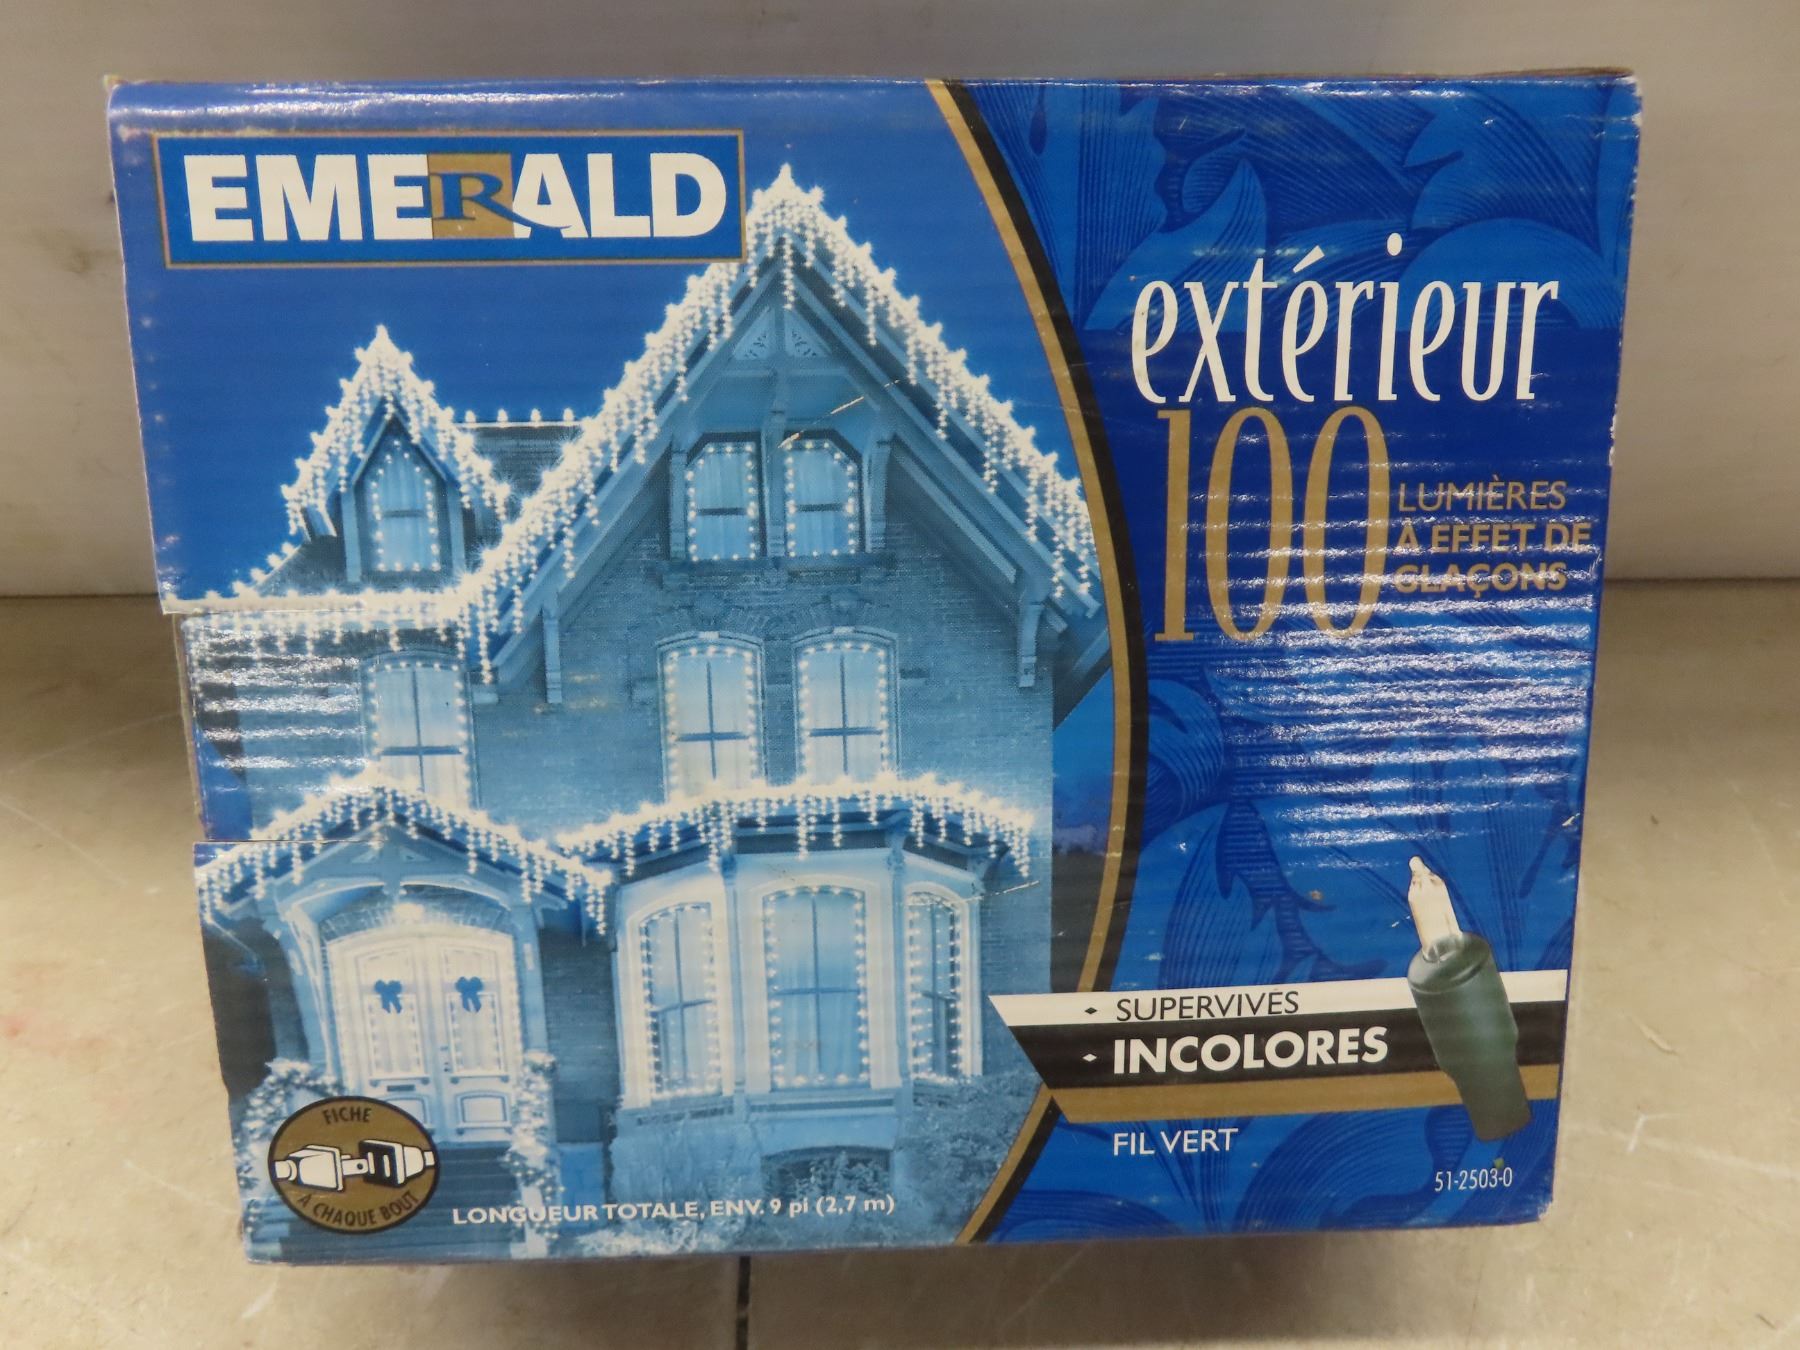 EMERALD
extérieur
100
LUMIÈRES
À EFFET DE
GLAÇONS
• SUPERVIVES
• INCOLORES
FIL VERT
51-2503-0
FICHE
À CHAQUE BOUT
LONGUEUR TOTALE, ENV. 9 pi (2,7 m)